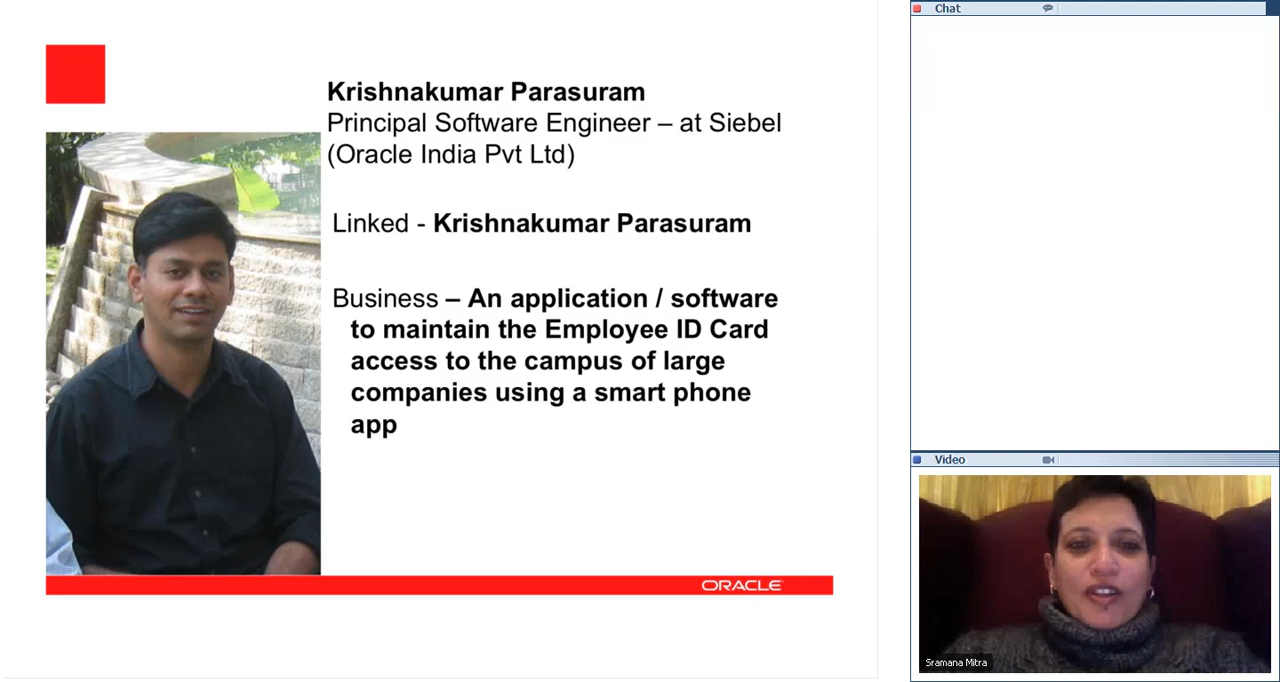 Krishnakumar Parasuram
Principal Software Engineer – at Siebel
(Oracle India Pvt Ltd)
Linked - Krishnakumar Parasuram
Business – An application / software
to maintain the Employee ID Card
access to the campus of large
companies using a smart phone
app
ORACLE
Chat
Video
Sramana Mitra